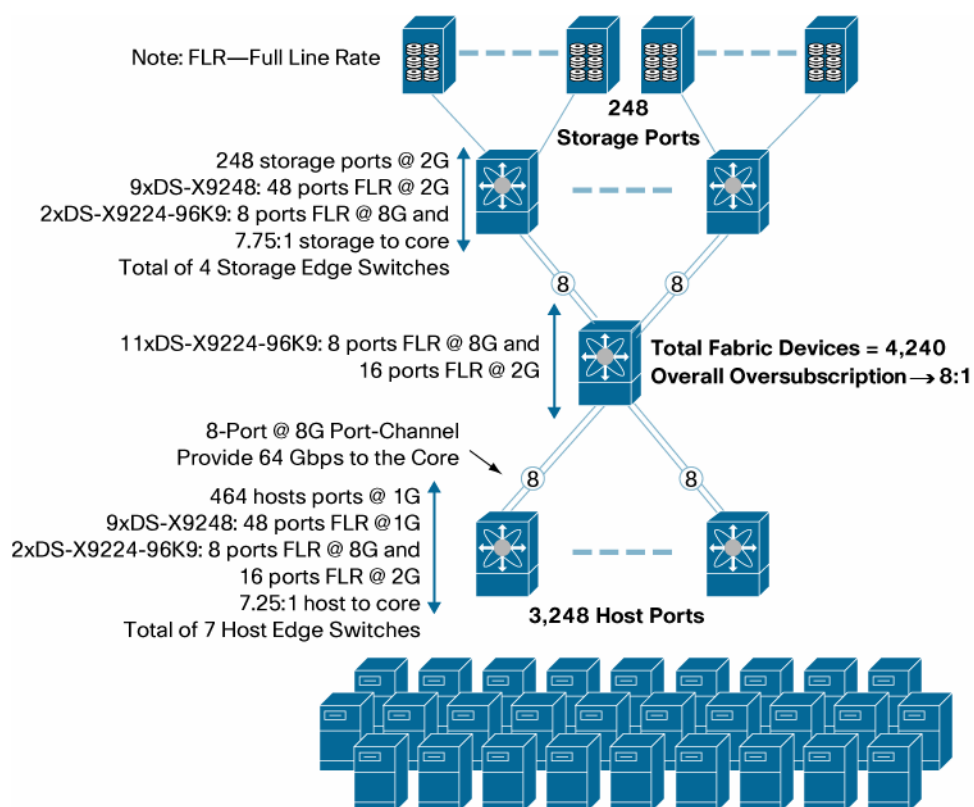 Note: FLR—Full Line Rate
248
Storage Ports
248 storage ports @ 2G
9xDS-X9248: 48 ports FLR @ 2G
2xDS-X9224-96K9: 8 ports FLR @ 8G and
7.75:1 storage to core
Total of 4 Storage Edge Switches
8
8
11xDS-X9224-96K9: 8 ports FLR @ 8G and
16 ports FLR @ 2G
Total Fabric Devices = 4,240
Overall Oversubscription → 8:1
8-Port @ 8G Port-Channel
Provide 64 Gbps to the Core
8
8
464 hosts ports @ 1G
9xDS-X9248: 48 ports FLR @1G
2xDS-X9224-96K9: 8 ports FLR @ 8G and
16 ports FLR @ 2G
7.25:1 host to core
Total of 7 Host Edge Switches
3,248 Host Ports